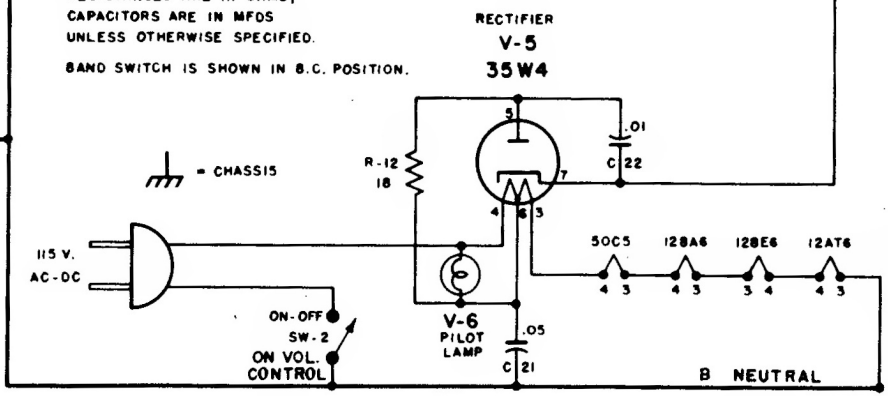 CAPACITORS ARE IN MFDS
UNLESS OTHERWISE SPECIFIED.
BAND SWITCH IS SHOWN IN B.C. POSITION.
RECTIFIER
V-5
35W4
5
.01
C 22
R-12
18
7
= CHASSIS
4 6 3
115 V.
AC-DC
50C5 12BA6 12BE6 12AT6
4 3 4 3 3 4 4 3
ON-OFF
SW-2
ON VOL.
CONTROL
V-6
PILOT
LAMP
.05
C 21
B NEUTRAL